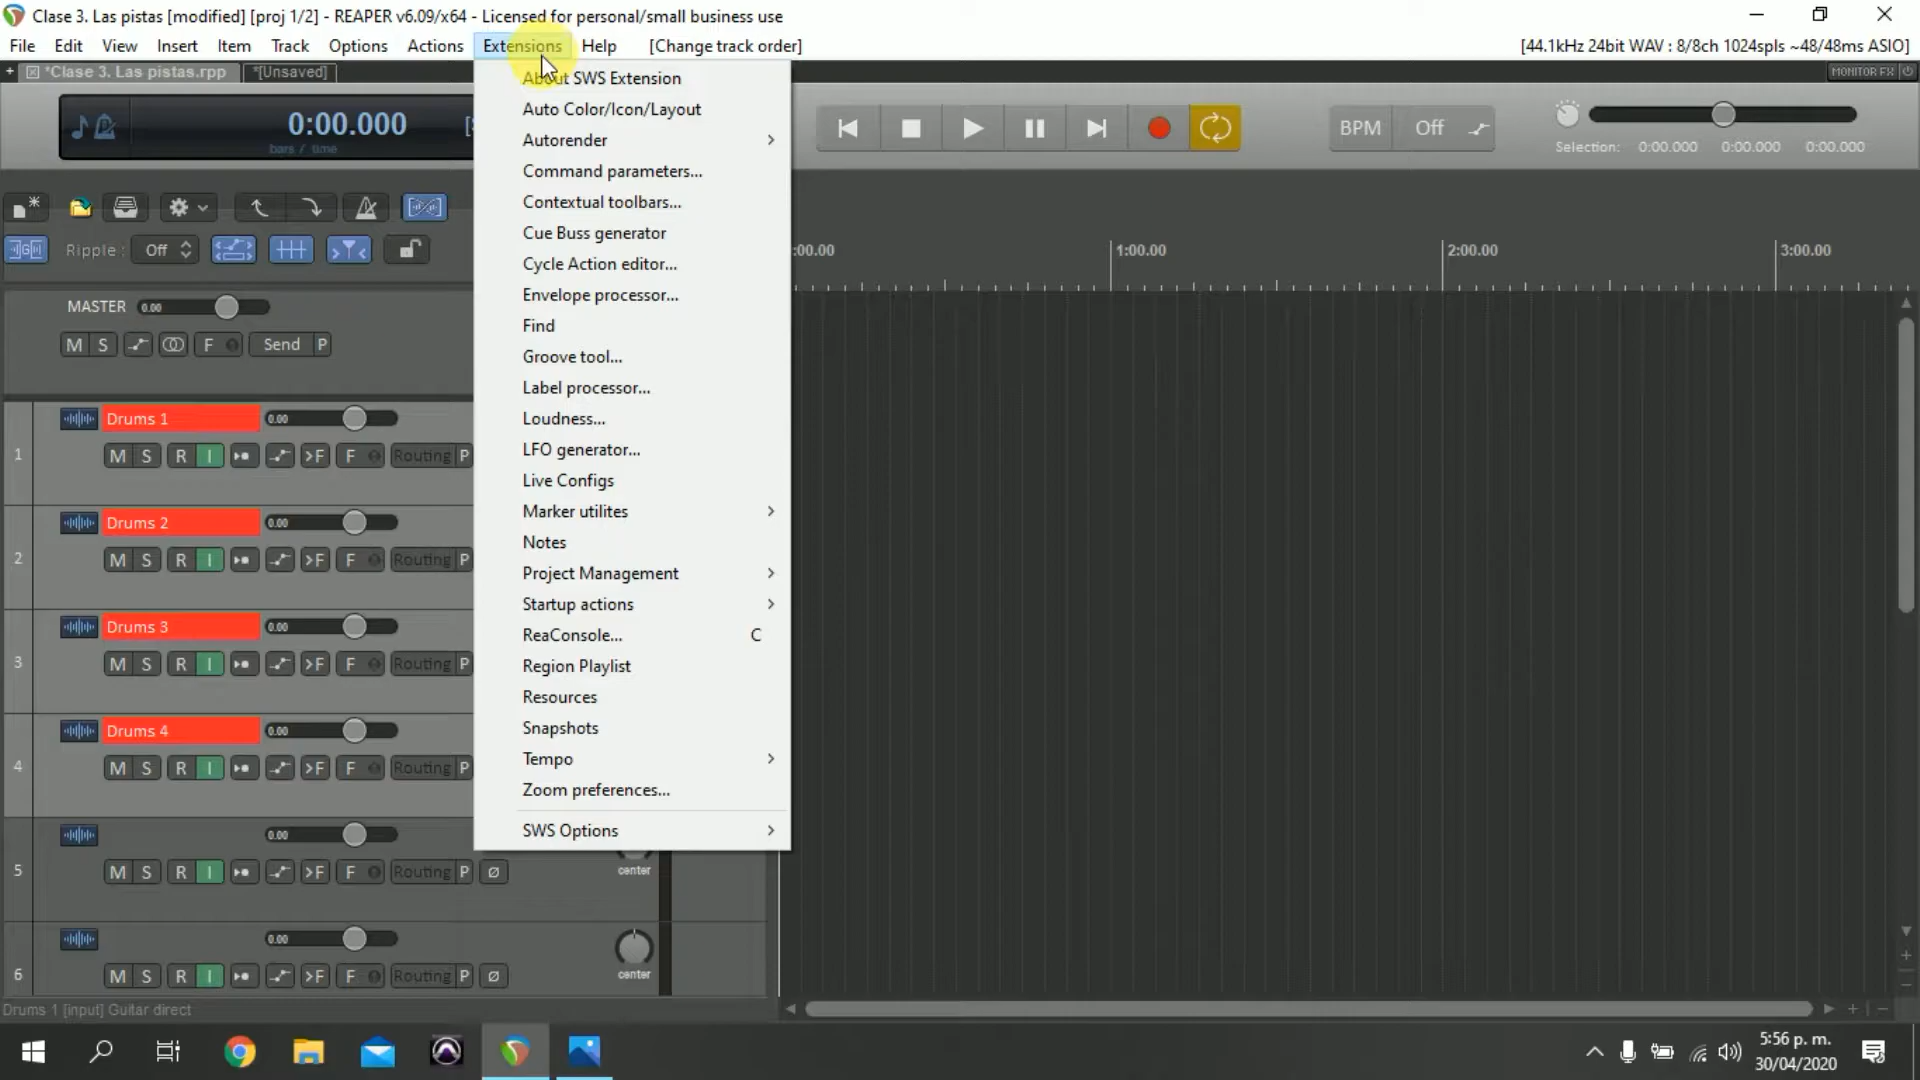 Clase 3. Las pistas [modified] [proj 1/2] - REAPER v6.09/x64 - Licensed for personal/small business use
File Edit View Insert Item Track Options Actions Extensions Help [Change track order] [44.1kHz 24bit WAV : 8/8ch 1024spls ~48/48ms ASIO]
*Clase 3. Las pistas.rpp *[Unsaved] MONITOR FX
0:00.000
bars / time
BPM Off
Selection: 0:00.000 0:00.000 0:00.000
Ripple : Off
:00.00 1:00.00 2:00.00 3:00.00
MASTER 0.00
M S F Send P
About SWS Extension
Auto Color/Icon/Layout
Autorender
Command parameters...
Contextual toolbars...
Cue Buss generator
Cycle Action editor...
Envelope processor...
Find
Groove tool...
Label processor...
Loudness...
LFO generator...
Live Configs
Marker utilites
Notes
Project Management
Startup actions
ReaConsole... C
Region Playlist
Resources
Snapshots
Tempo
Zoom preferences...
SWS Options
Drums 1 0.00
1 M S R I >F F Routing P
Drums 2 0.00
2 M S R I >F F Routing P
Drums 3 0.00
3 M S R I >F F Routing P
Drums 4 0.00
4 M S R I >F F Routing P
0.00
5 M S R I >F F Routing P Ø center
0.00
6 M S R I >F F Routing P Ø center
Drums 1 [input] Guitar direct
5:56 p. m.
30/04/2020